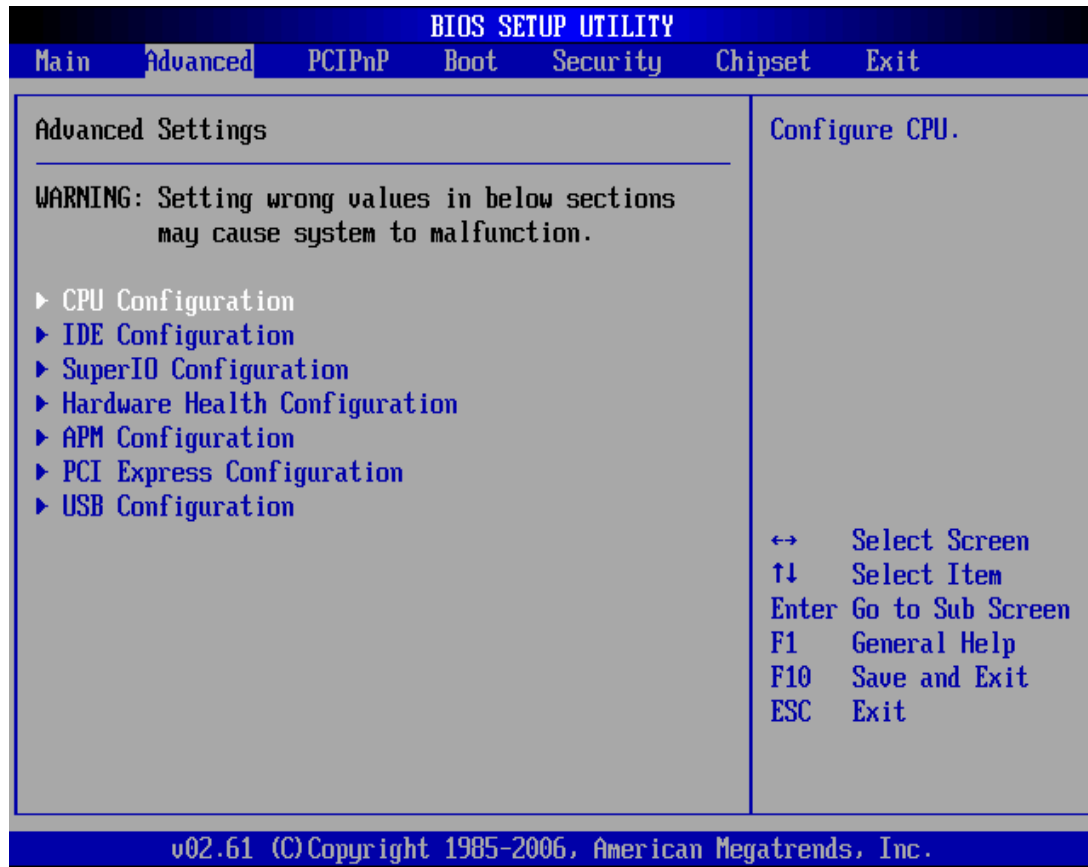 BIOS SETUP UTILITY
Main Advanced PCIPnP Boot Security Chipset Exit
Advanced Settings
WARNING: Setting wrong values in below sections
may cause system to malfunction.
▶ CPU Configuration
▶ IDE Configuration
▶ SuperIO Configuration
▶ Hardware Health Configuration
▶ APM Configuration
▶ PCI Express Configuration
▶ USB Configuration
Configure CPU.
↔ Select Screen
↑↓ Select Item
Enter Go to Sub Screen
F1 General Help
F10 Save and Exit
ESC Exit
v02.61 (C)Copyright 1985-2006, American Megatrends, Inc.